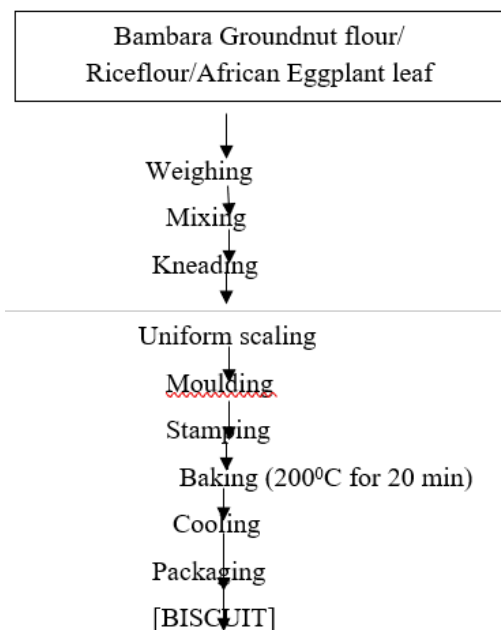 Bambara Groundnut flour/
Riceflour/African Eggplant leaf
Weighing
Mixing
Kneading
Uniform scaling
Moulding
Stamping
Baking (200⁰C for 20 min)
Cooling
Packaging
[BISCUIT]